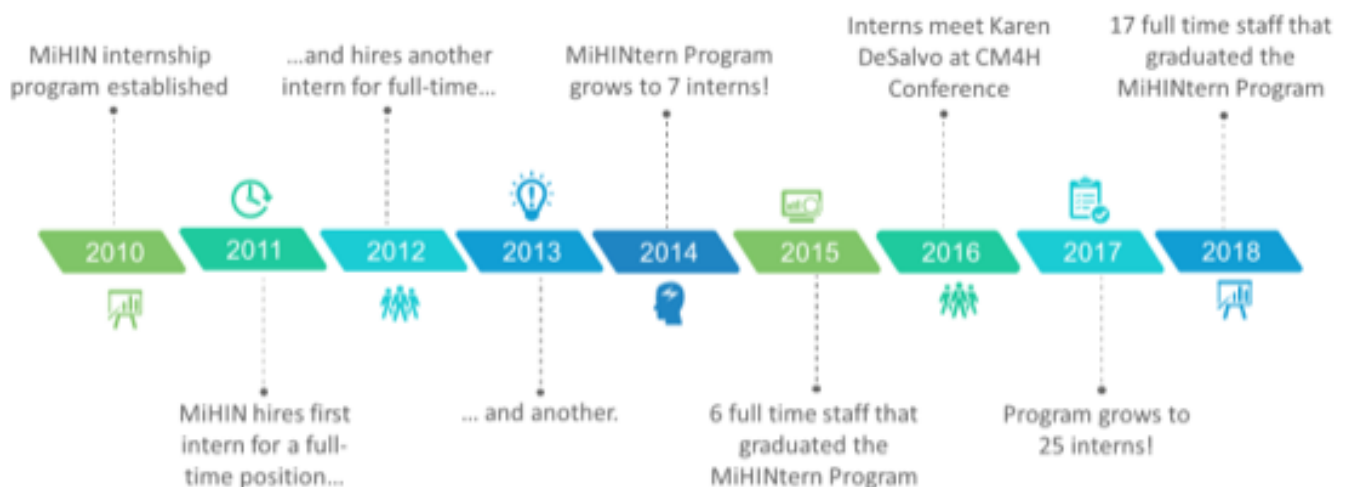 MiHIN internship
program established
…and hires another
intern for full-time…
MiHINtern Program
grows to 7 interns!
Interns meet Karen
DeSalvo at CM4H
Conference
17 full time staff that
graduated the
MiHINtern Program
2010
2011
2012
2013
2014
2015
2016
2017
2018
MiHIN hires first
intern for a full-
time position…
… and another.
6 full time staff that
graduated the
MiHINtern Program
Program grows to
25 interns!